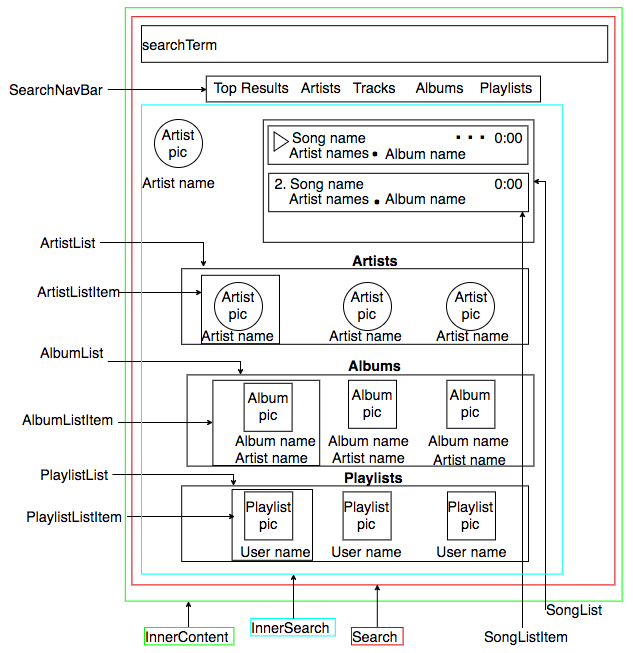 searchTerm
SearchNavBar
Top Results Artists Tracks Albums Playlists
Artist
pic
Artist name
Song name ... 0:00
Artist names • Album name
2. Song name 0:00
Artist names • Album name
ArtistList
Artists
ArtistListItem
Artist
pic
Artist name
Artist
pic
Artist name
Artist
pic
Artist name
AlbumList
Albums
AlbumListItem
Album
pic
Album name
Artist name
Album
pic
Album name
Artist name
Album
pic
Album name
Artist name
PlaylistList
Playlists
PlaylistListItem
Playlist
pic
User name
Playlist
pic
User name
Playlist
pic
User name
SongList
InnerContent
InnerSearch
Search
SongListItem